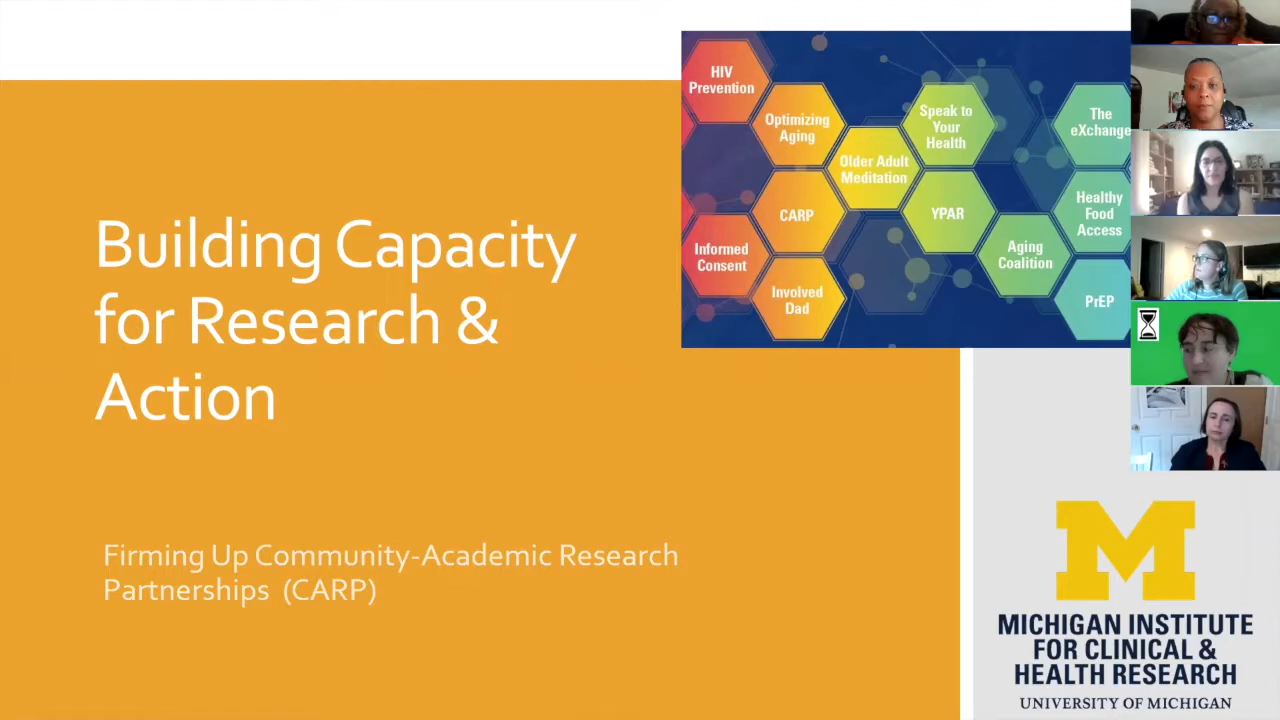 Building Capacity
for Research &
Action
Firming Up Community-Academic Research
Partnerships (CARP)
HIV
Prevention
Optimizing
Aging
Older Adult
Meditation
Speak to
Your
Health
The
eXchange
CARP
YPAR
Healthy
Food
Access
Informed
Consent
Aging
Coalition
Involved
Dad
PrEP
M
MICHIGAN INSTITUTE
FOR CLINICAL &
HEALTH RESEARCH
UNIVERSITY OF MICHIGAN